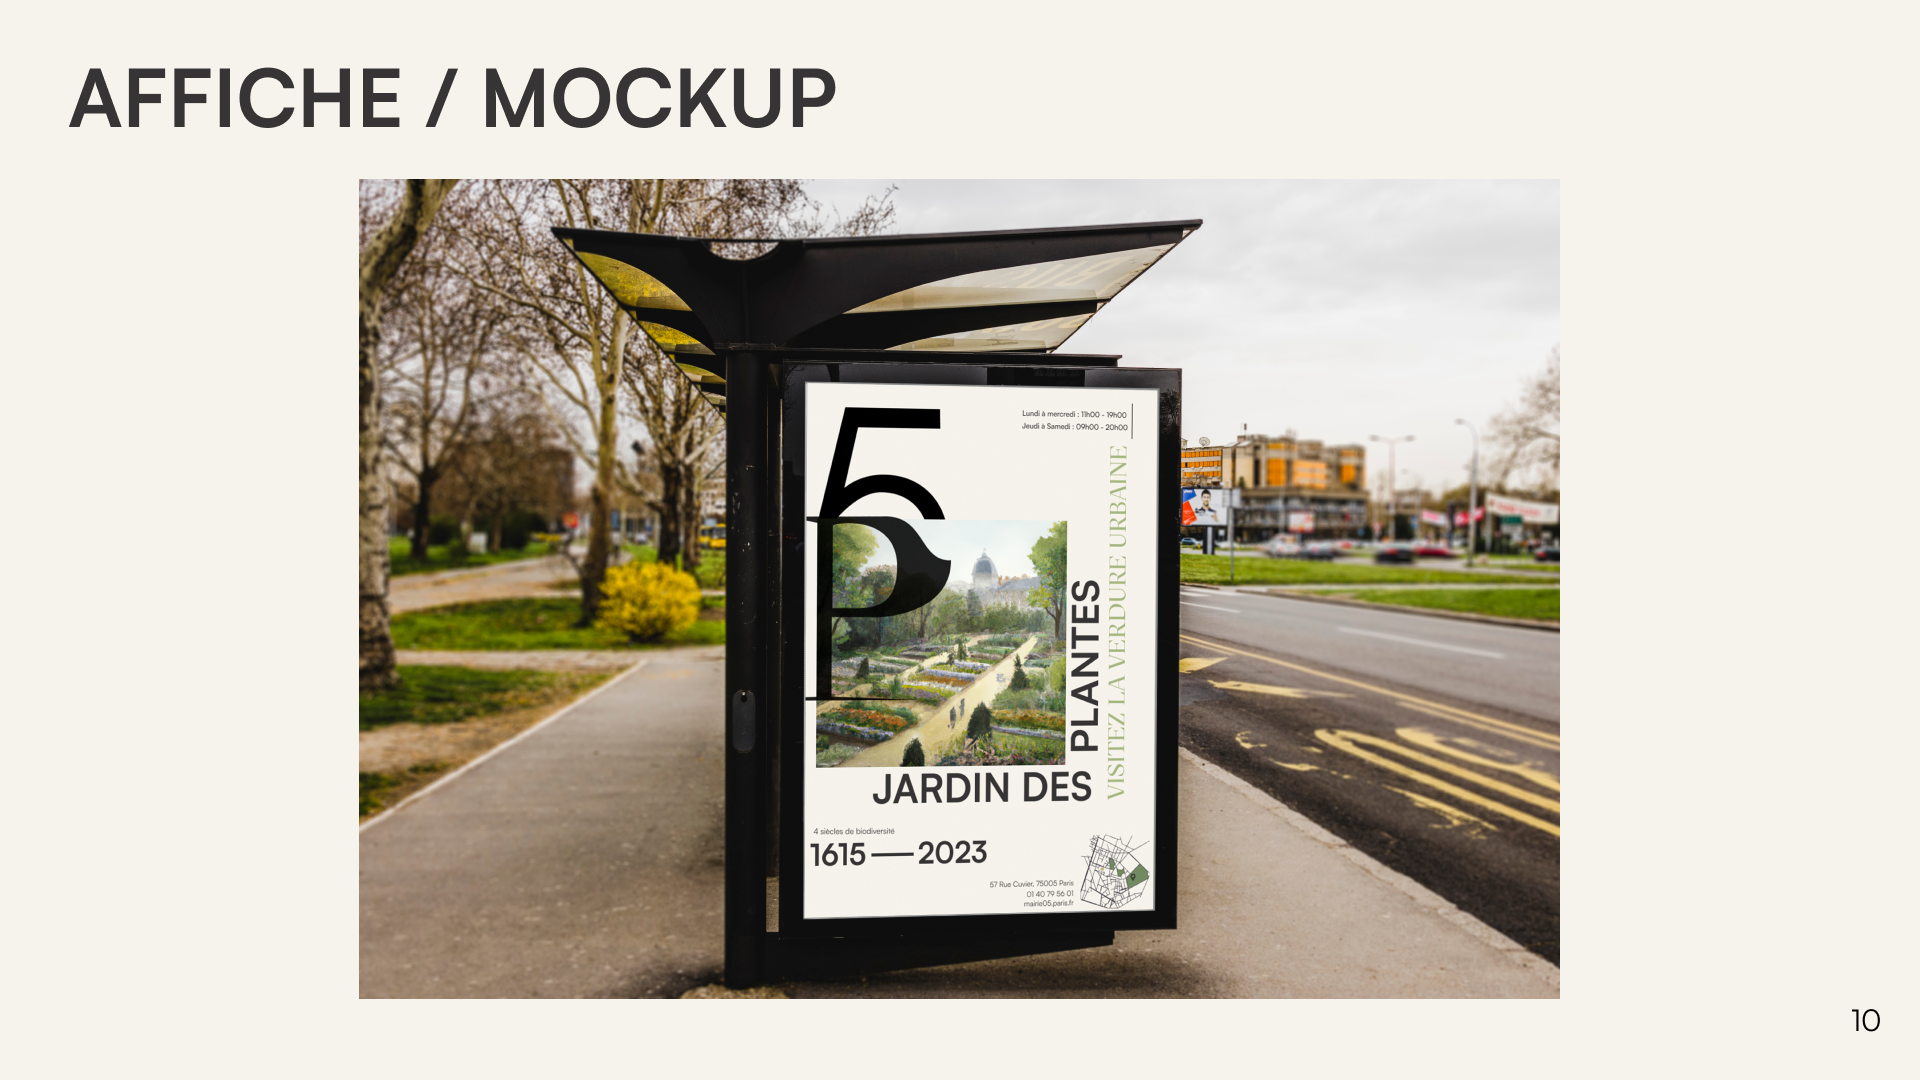 AFFICHE / MOCKUP
5
P
Lundi à mercredi : 11h00 - 19h00
Jeudi à Samedi : 09h00 - 20h00
VISITEZ LA VERDURE URBAINE
PLANTES
JARDIN DES
4 siècles de biodiversité
1615 — 2023
57 Rue Cuvier, 75005 Paris
01 40 79 56 01
mairie05.paris.fr
10